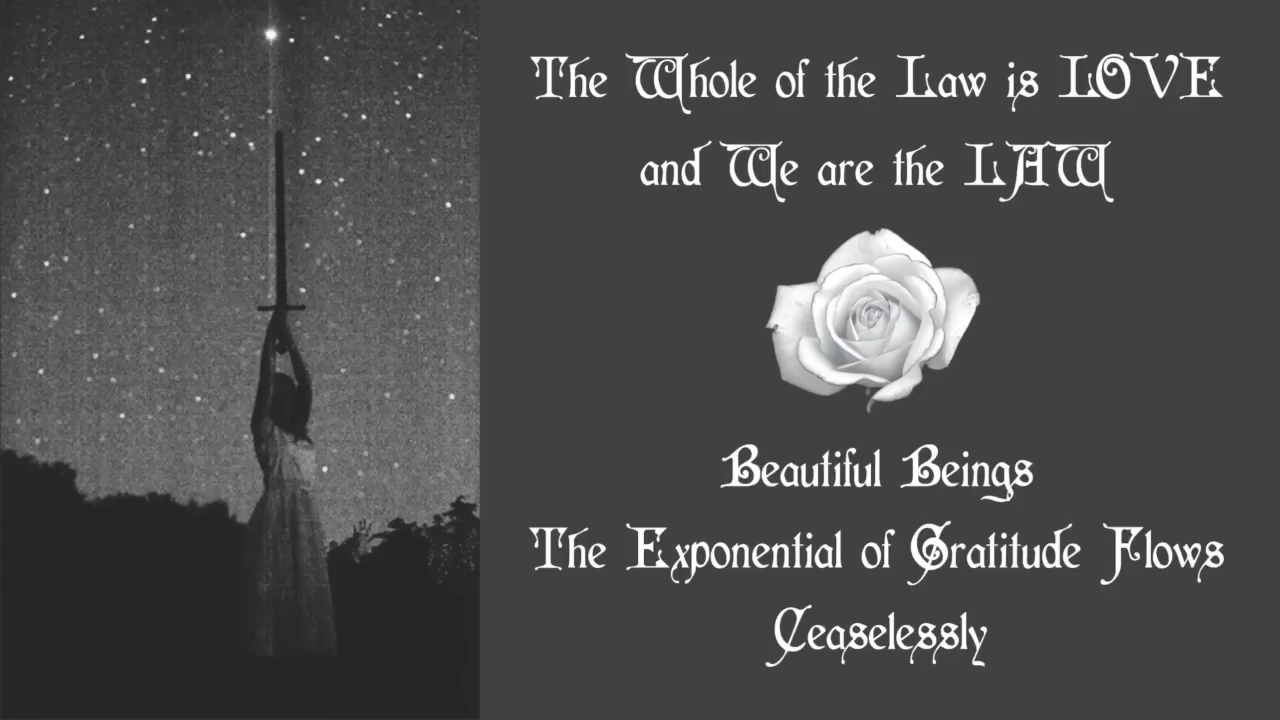 The Whole of the Law is LOVE
and We are the LAW
Beautiful Beings
The Exponential of Gratitude Flows
Ceaselessly